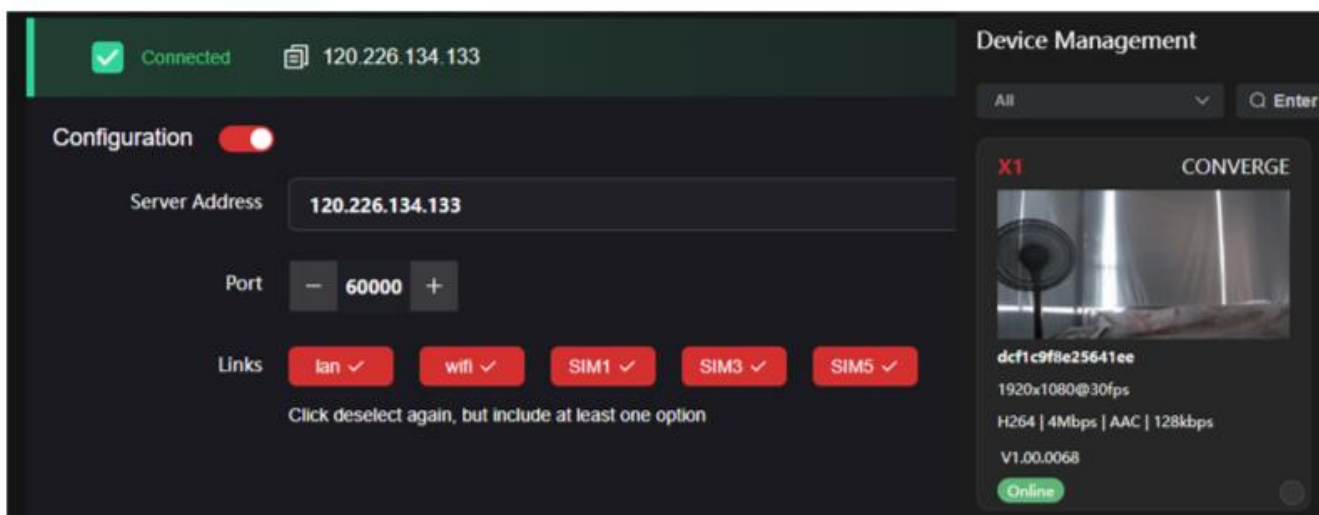 Connected 120.226.134.133
Configuration
Server Address 120.226.134.133
Port − 60000 +
Links lan wifi SIM1 SIM3 SIM5
Click deselect again, but include at least one option
Device Management
All Enter
X1 CONVERGE
dcf1c9f8e25641ee
1920x1080@30fps
H264 | 4Mbps | AAC | 128kbps
V1.00.0068
Online